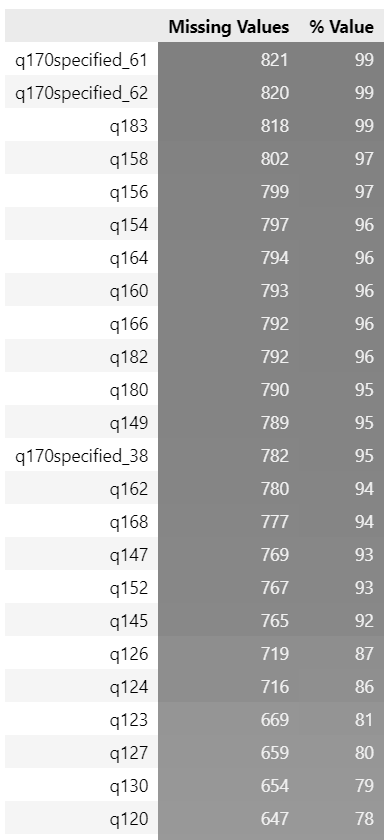 Missing Values % Value
q170specified_61 821 99
q170specified_62 820 99
q183 818 99
q158 802 97
q156 799 97
q154 797 96
q164 794 96
q160 793 96
q166 792 96
q182 792 96
q180 790 95
q149 789 95
q170specified_38 782 95
q162 780 94
q168 777 94
q147 769 93
q152 767 93
q145 765 92
q126 719 87
q124 716 86
q123 669 81
q127 659 80
q130 654 79
q120 647 78